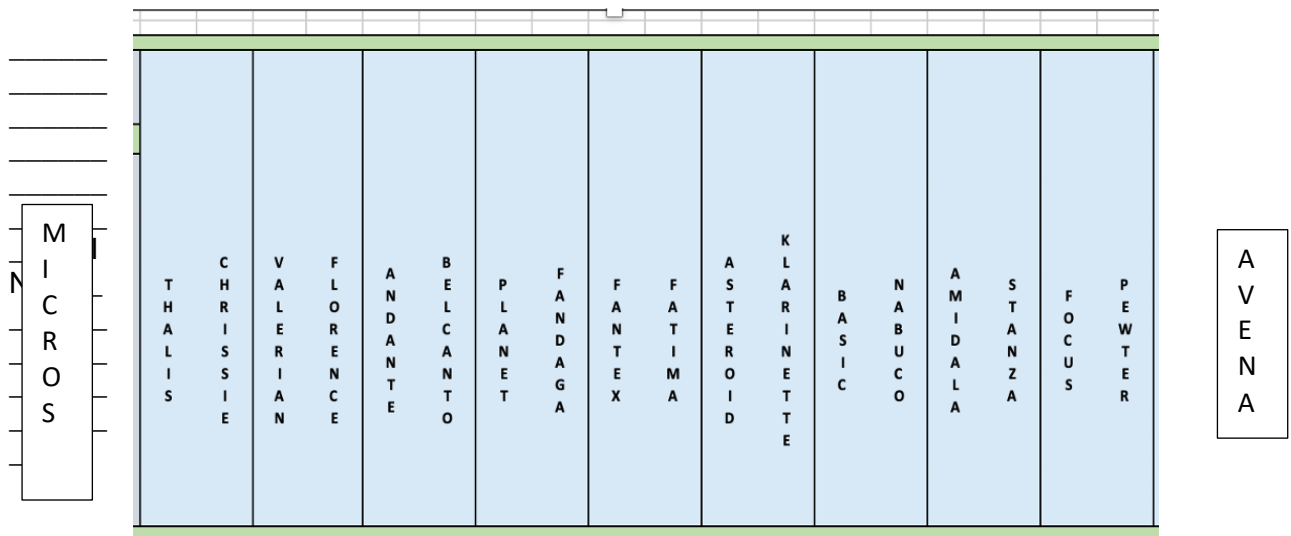 MICROS
THALIS
CHRISSIE
VALERIAN
FLORENCE
ANDANTE
BELCANTO
PLANET
FANDAGA
FANTEX
FATIMA
ASTEROID
KLARINETTE
BASIC
NABUCO
AMIDALA
STANZA
FOCUS
PEWTER
AVENA